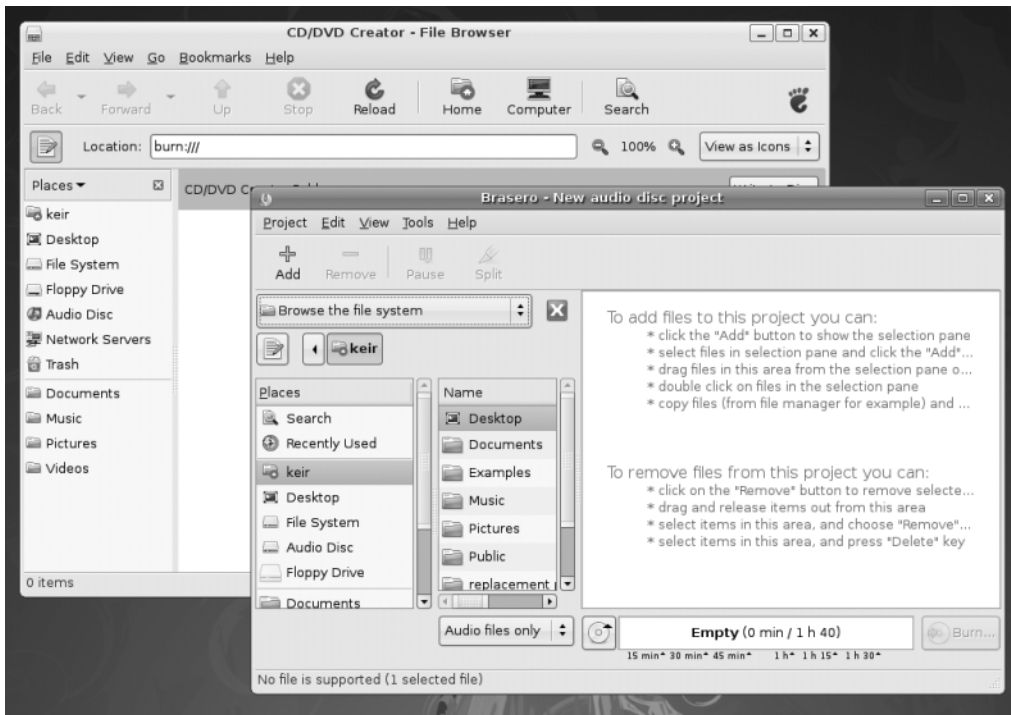 CD/DVD Creator - File Browser
File Edit View Go Bookmarks Help
Back Forward Up Stop Reload Home Computer Search
Location: burn:/// 100% View as Icons
Places
keir
Desktop
File System
Floppy Drive
Audio Disc
Network Servers
Trash
Documents
Music
Pictures
Videos
0 items
CD/DVD
Brasero - New audio disc project
Project Edit View Tools Help
Add Remove Pause Split
Browse the file system
keir
Places
Search
Recently Used
keir
Desktop
File System
Audio Disc
Floppy Drive
Documents
Name
Desktop
Documents
Examples
Music
Pictures
Public
replacement
To add files to this project you can:
* click the "Add" button to show the selection pane
* select files in selection pane and click the "Add"...
* drag files in this area from the selection pane o...
* double click on files in the selection pane
* copy files (from file manager for example) and ...
To remove files from this project you can:
* click on the "Remove" button to remove selecte...
* drag and release items out from this area
* select items in this area, and choose "Remove"...
* select items in this area, and press "Delete" key
Audio files only
Empty (0 min / 1 h 40)
Burn...
15 min 30 min 45 min 1 h 1 h 15 1 h 30
No file is supported (1 selected file)